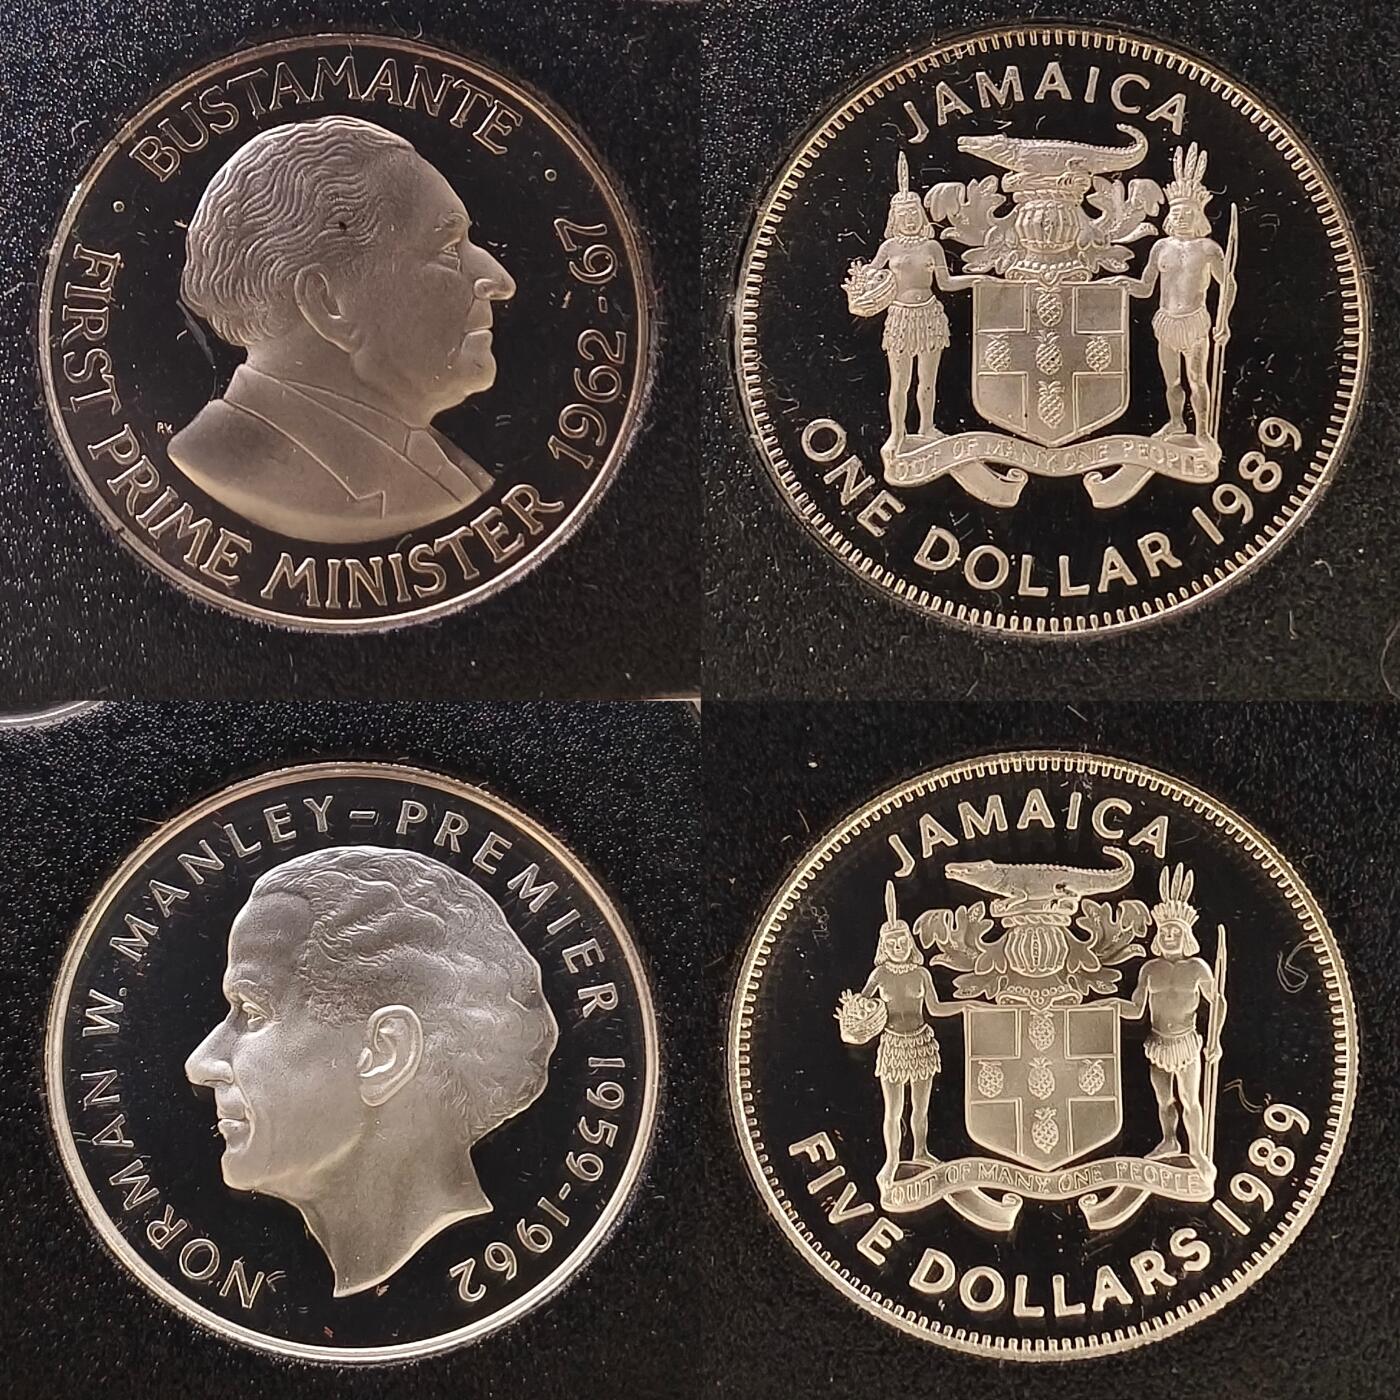 BUSTAMANTE
FIRST PRIME MINISTER 1962-67
RK
JAMAICA
OUT OF MANY, ONE PEOPLE
ONE DOLLAR 1989
NORMAN W. MANLEY-PREMIER 1959-1962
JAMAICA
OUT OF MANY, ONE PEOPLE
FIVE DOLLARS 1989